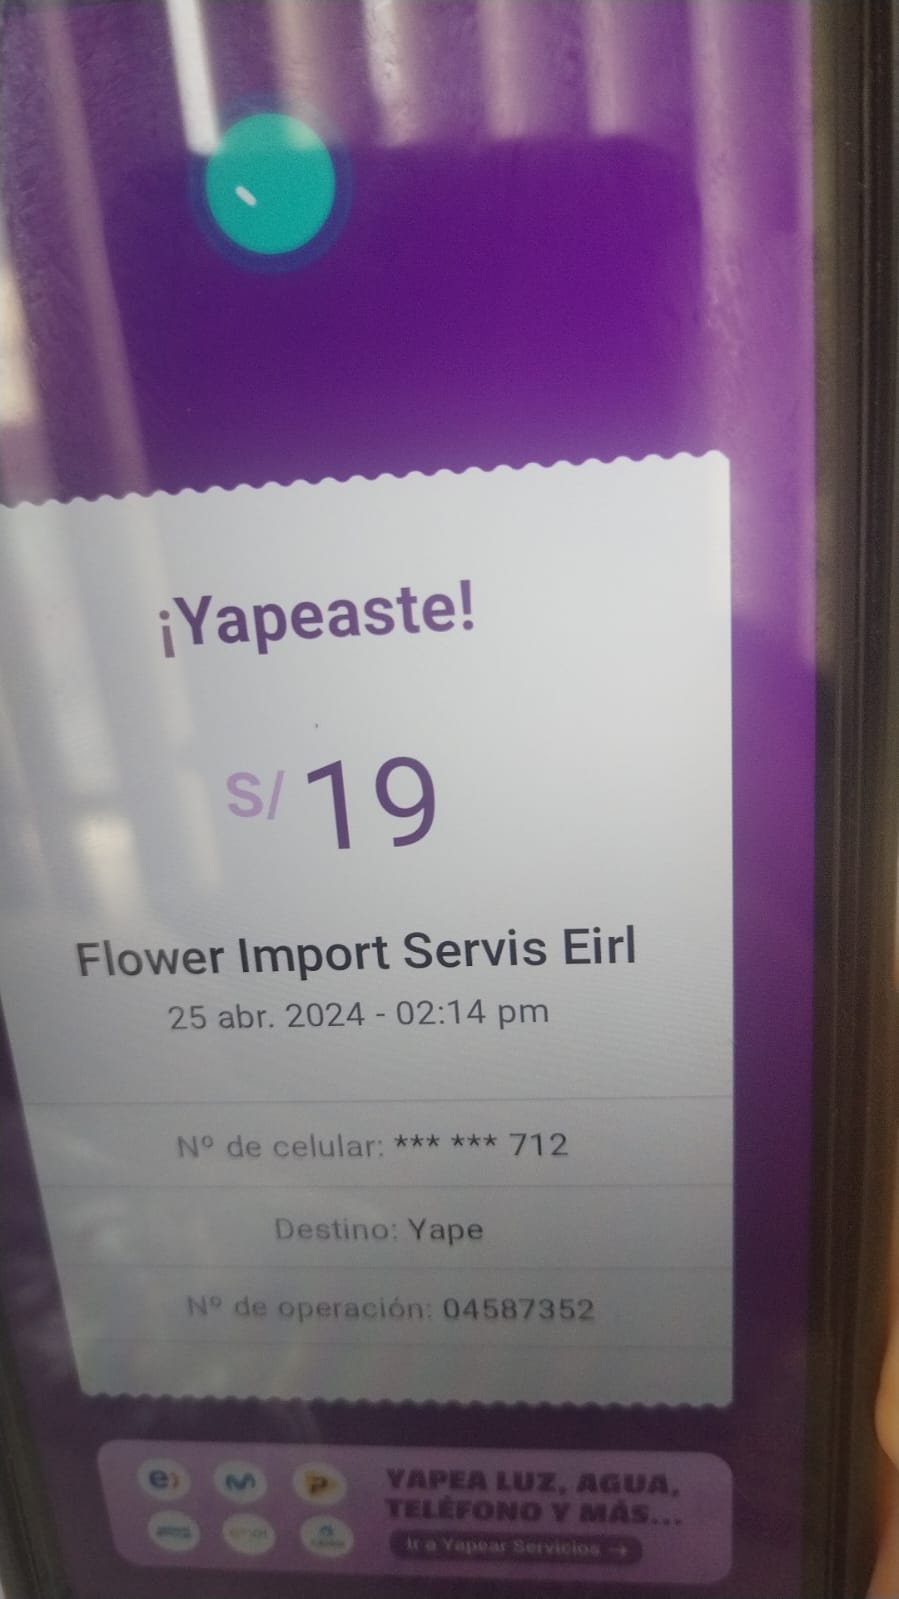 ¡Yapeaste!
S/ 19
Flower Import Servis Eirl
25 abr. 2024 - 02:14 pm
Nº de celular: *** *** 712
Destino: Yape
Nº de operación: 04587352
YAPEA LUZ, AGUA,
TELÉFONO Y MÁS...
Ir a Yapear Servicios →